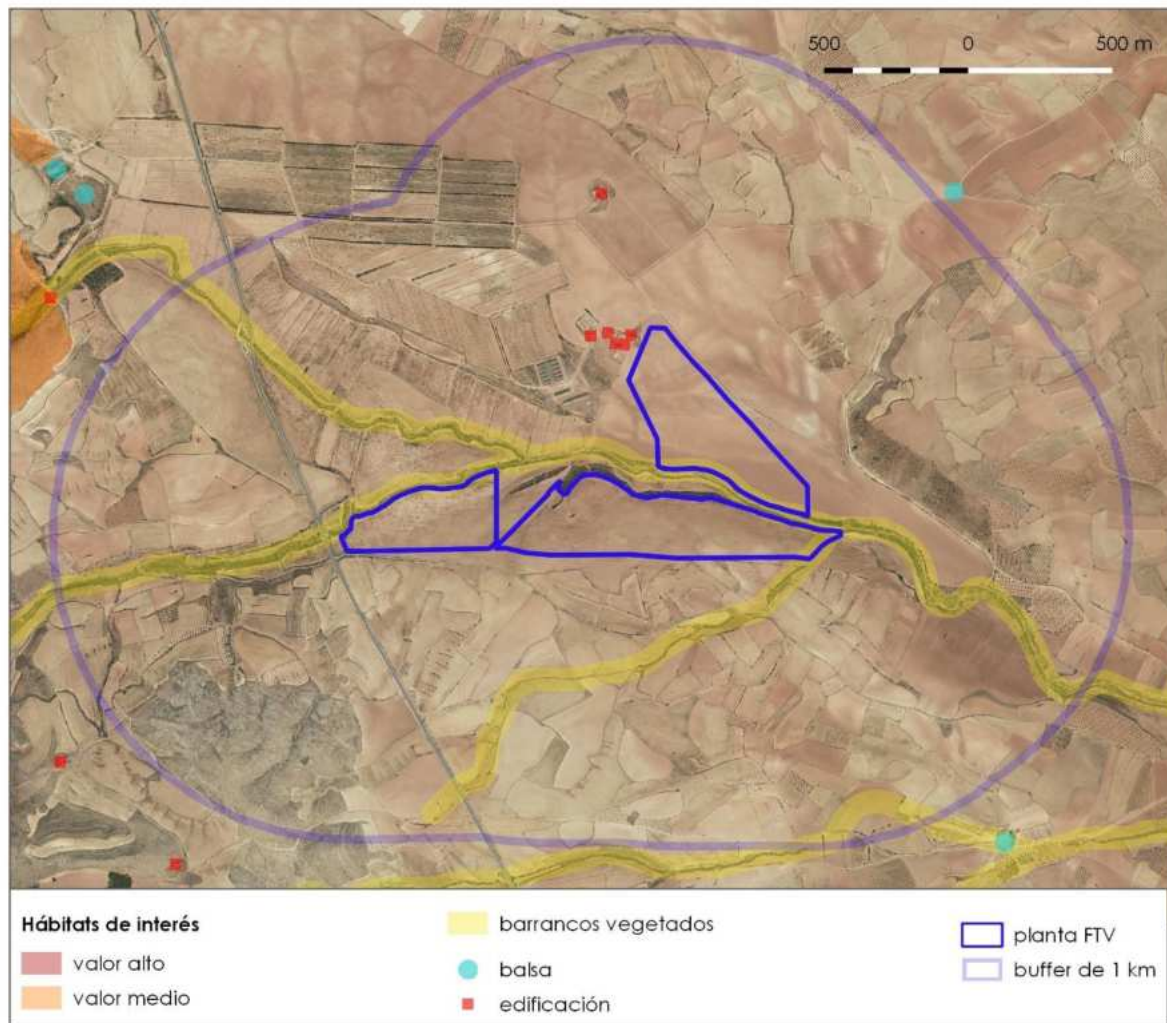 500 0 500 m
Hábitats de interés
valor alto
valor medio
barrancos vegetados
balsa
edificación
planta FTV
buffer de 1 km